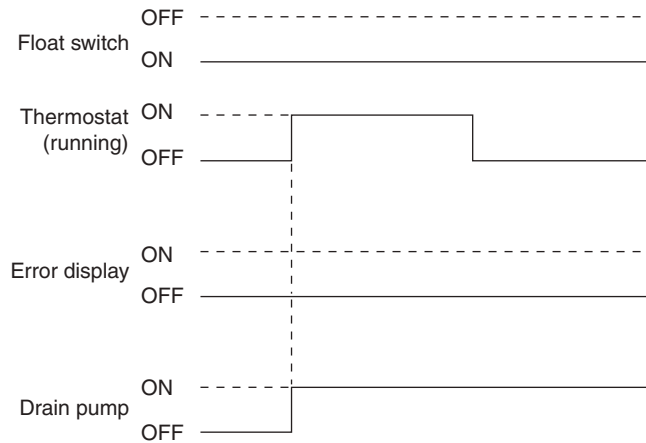 OFF
Float switch
ON
Thermostat
(running)
ON
OFF
Error display
ON
OFF
Drain pump
ON
OFF